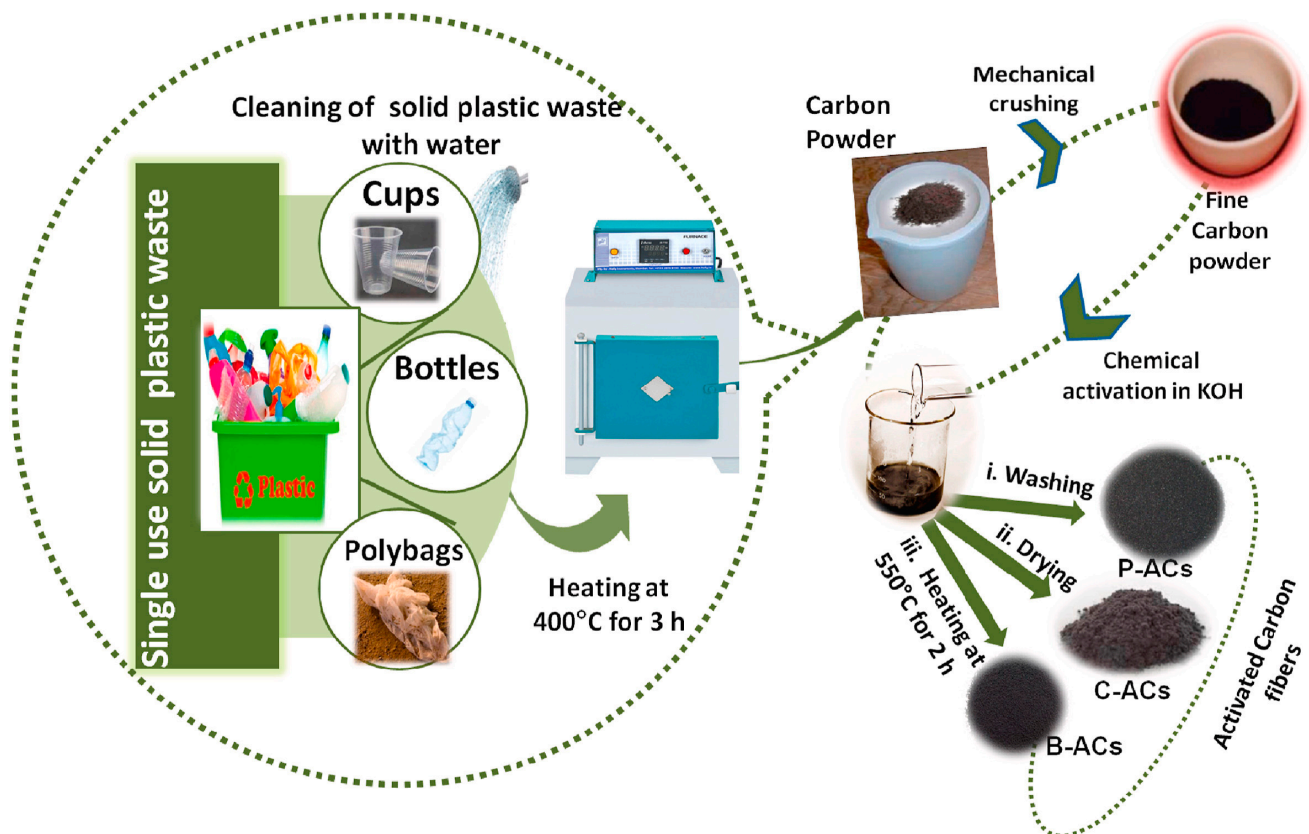 Single use solid plastic waste
Cleaning of solid plastic waste
with water
Cups
Bottles
Polybags
Plastic
FURNACE
Heating at
400°C for 3 h
Carbon
Powder
Mechanical
crushing
Fine
Carbon
powder
Chemical
activation in KOH
i. Washing
ii. Drying
iii. Heating at
550°C for 2 h
P-ACs
C-ACs
B-ACs
Activated Carbon
fibers